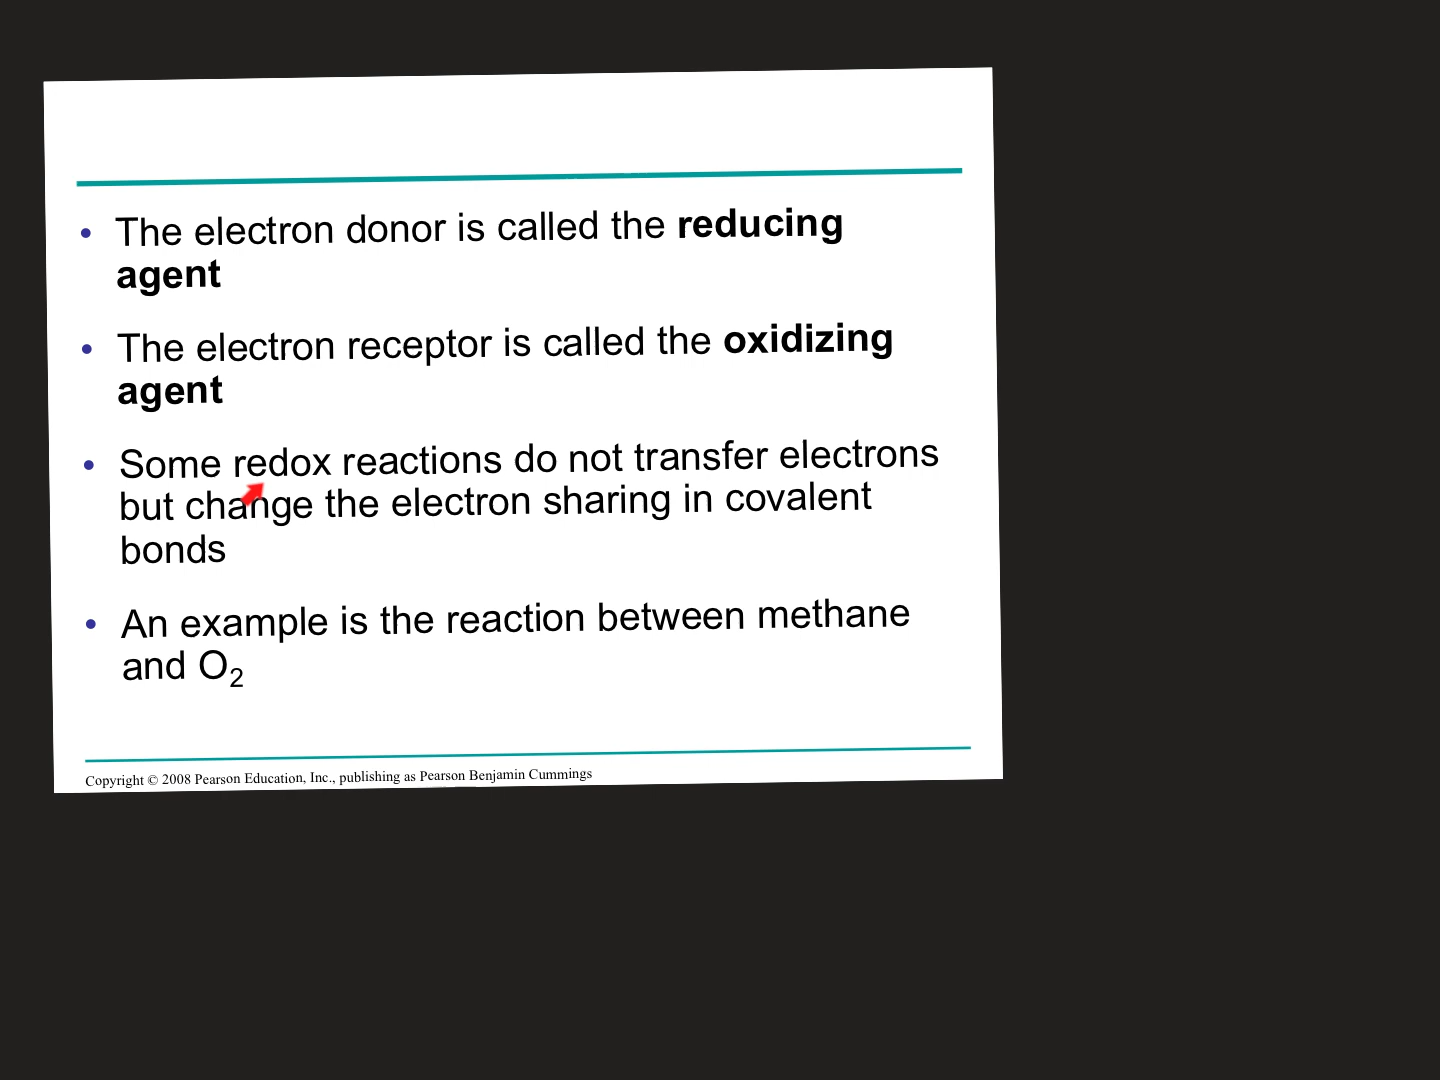 • The electron donor is called the reducing
agent
• The electron receptor is called the oxidizing
agent
• Some redox reactions do not transfer electrons
but change the electron sharing in covalent
bonds
• An example is the reaction between methane
and O₂
Copyright © 2008 Pearson Education, Inc., publishing as Pearson Benjamin Cummings